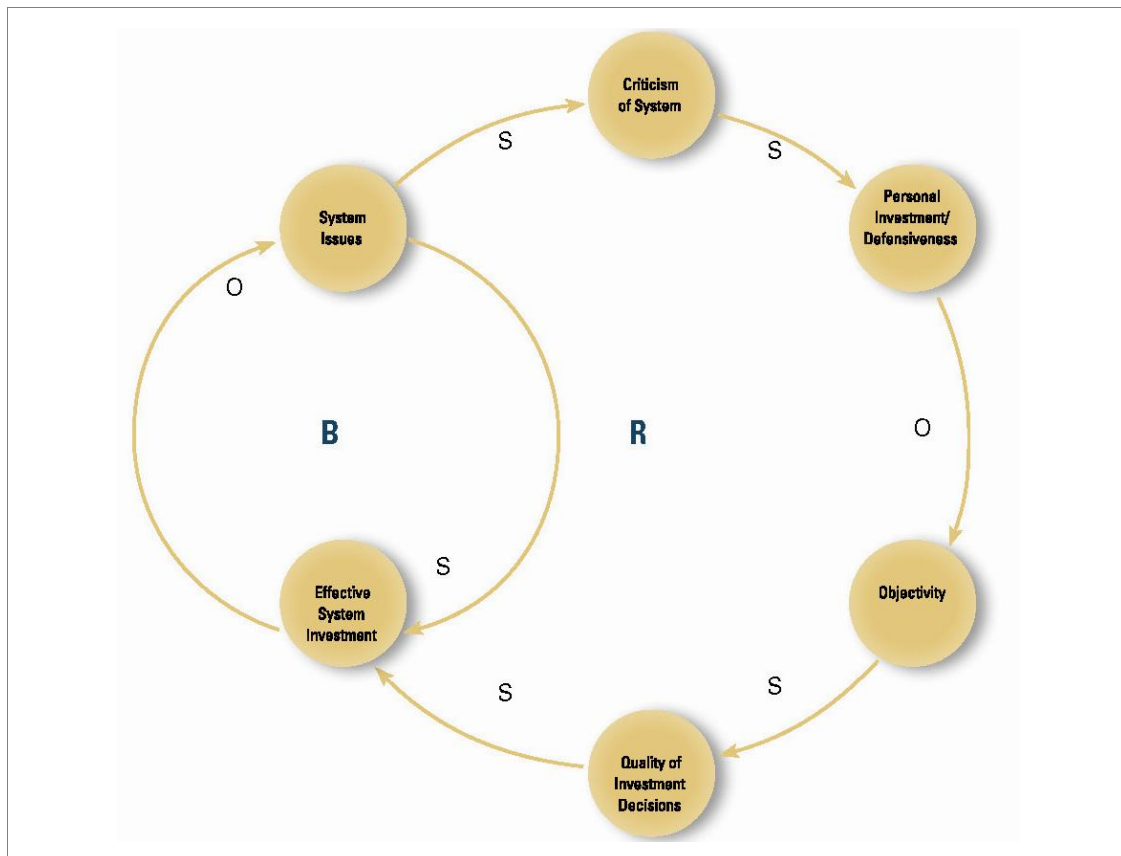 Criticism
of System
S
S
System
Issues
Personal
Investment/
Defensiveness
O
B
R
O
Effective
System
Investment
S
Objectivity
S
S
Quality of
Investment
Decisions